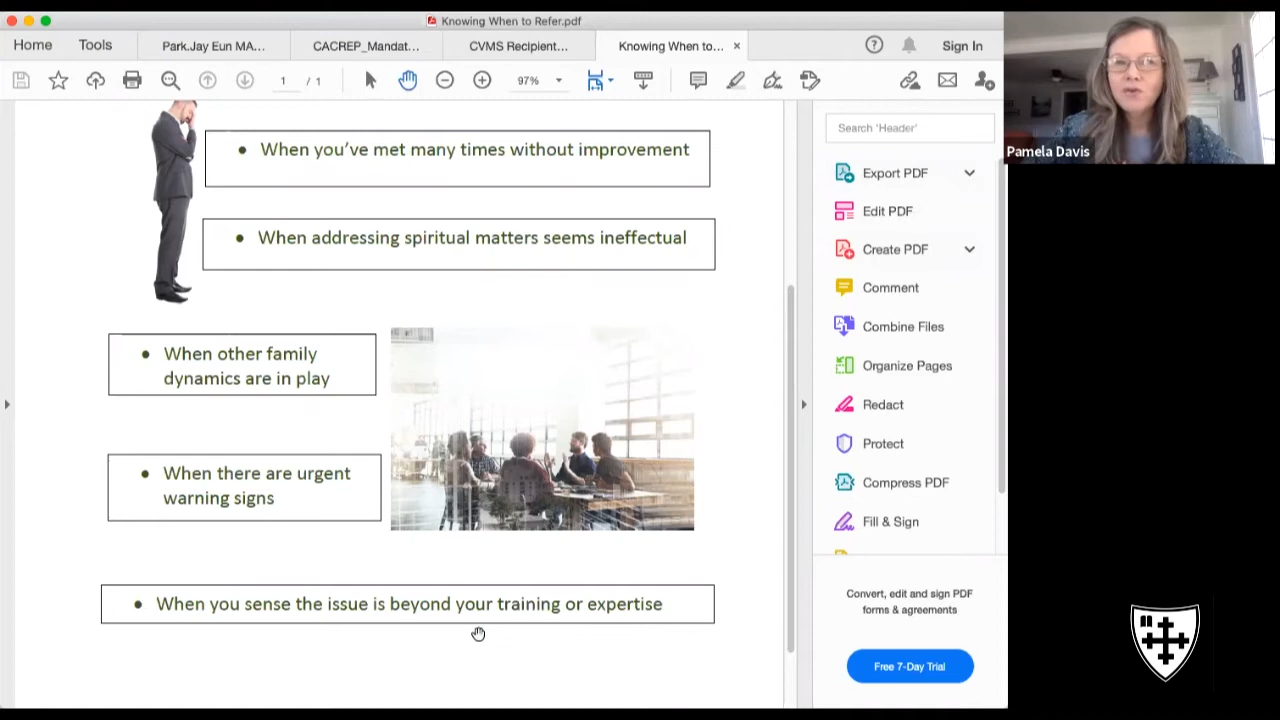 Knowing When to Refer.pdf
Home
Tools
Park.Jay Eun MA...
CACREP_Mandat...
CVMS Recipient...
Knowing When to...
Sign In
1 / 1
97%
Pamela Davis
• When you've met many times without improvement
• When addressing spiritual matters seems ineffectual
• When other family
dynamics are in play
• When there are urgent
warning signs
• When you sense the issue is beyond your training or expertise
Search 'Header'
Export PDF
Edit PDF
Create PDF
Comment
Combine Files
Organize Pages
Redact
Protect
Compress PDF
Fill & Sign
Convert, edit and sign PDF
forms & agreements
Free 7-Day Trial